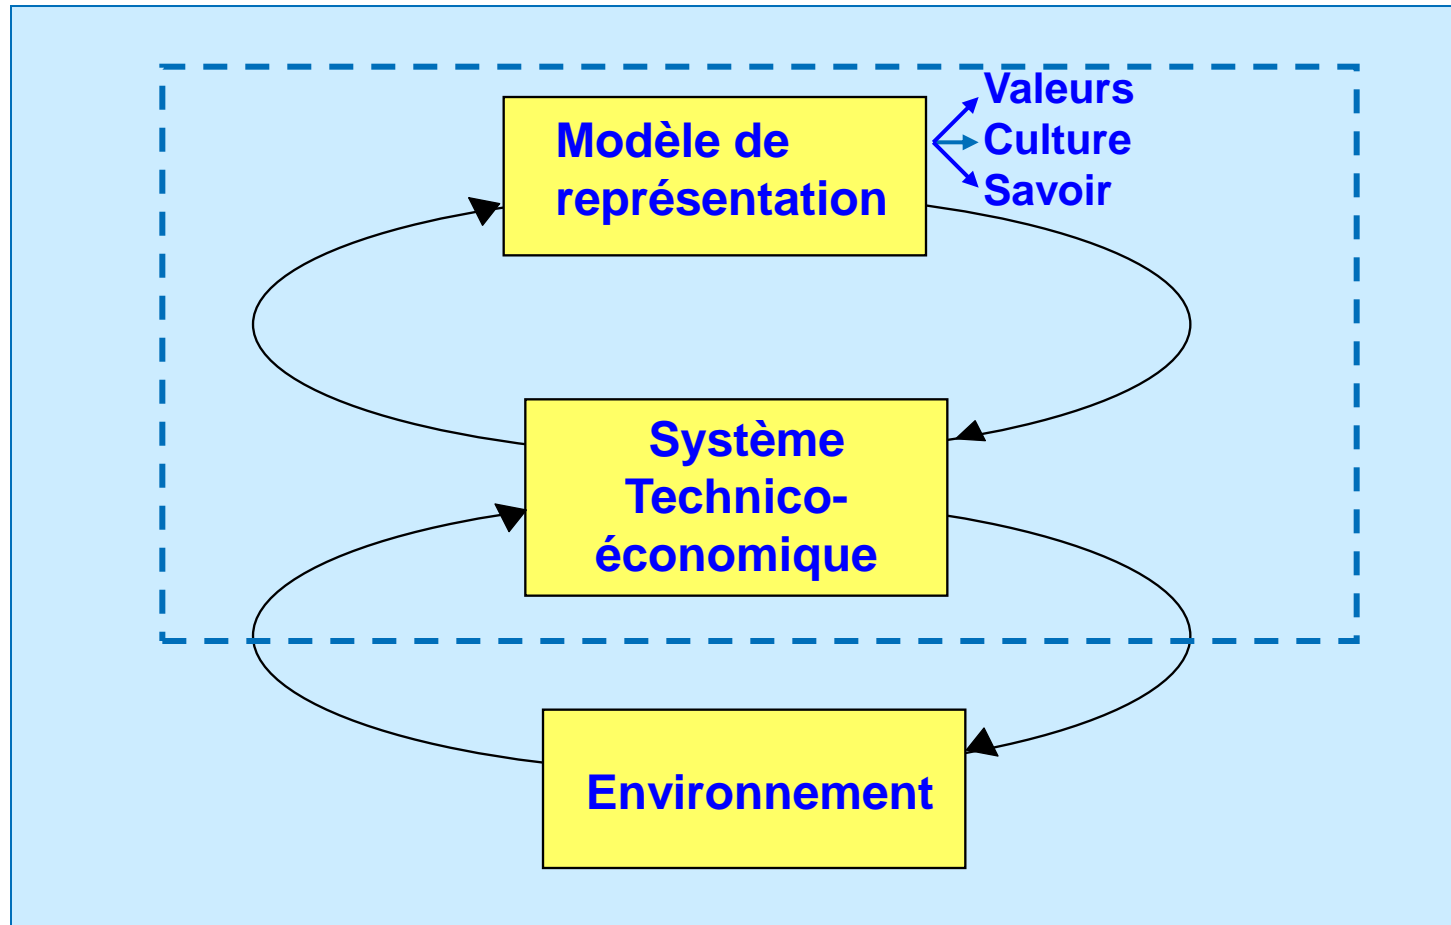 Modèle de
représentation
Valeurs
Culture
Savoir
Système
Technico-
économique
Environnement